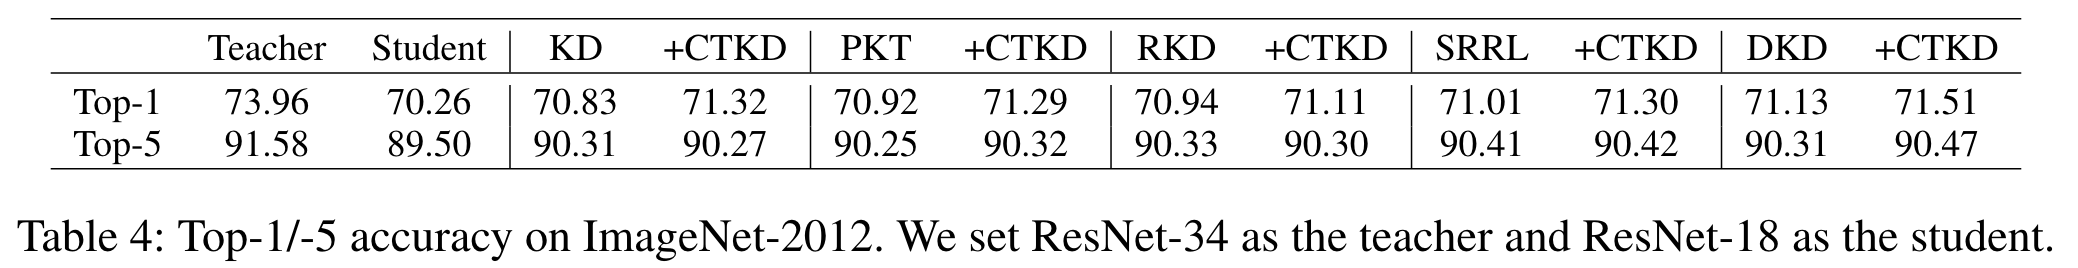 Teacher Student KD +CTKD PKT +CTKD RKD +CTKD SRRL +CTKD DKD +CTKD
Top-1 73.96 70.26 70.83 71.32 70.92 71.29 70.94 71.11 71.01 71.30 71.13 71.51
Top-5 91.58 89.50 90.31 90.27 90.25 90.32 90.33 90.30 90.41 90.42 90.31 90.47
Table 4: Top-1/-5 accuracy on ImageNet-2012. We set ResNet-34 as the teacher and ResNet-18 as the student.